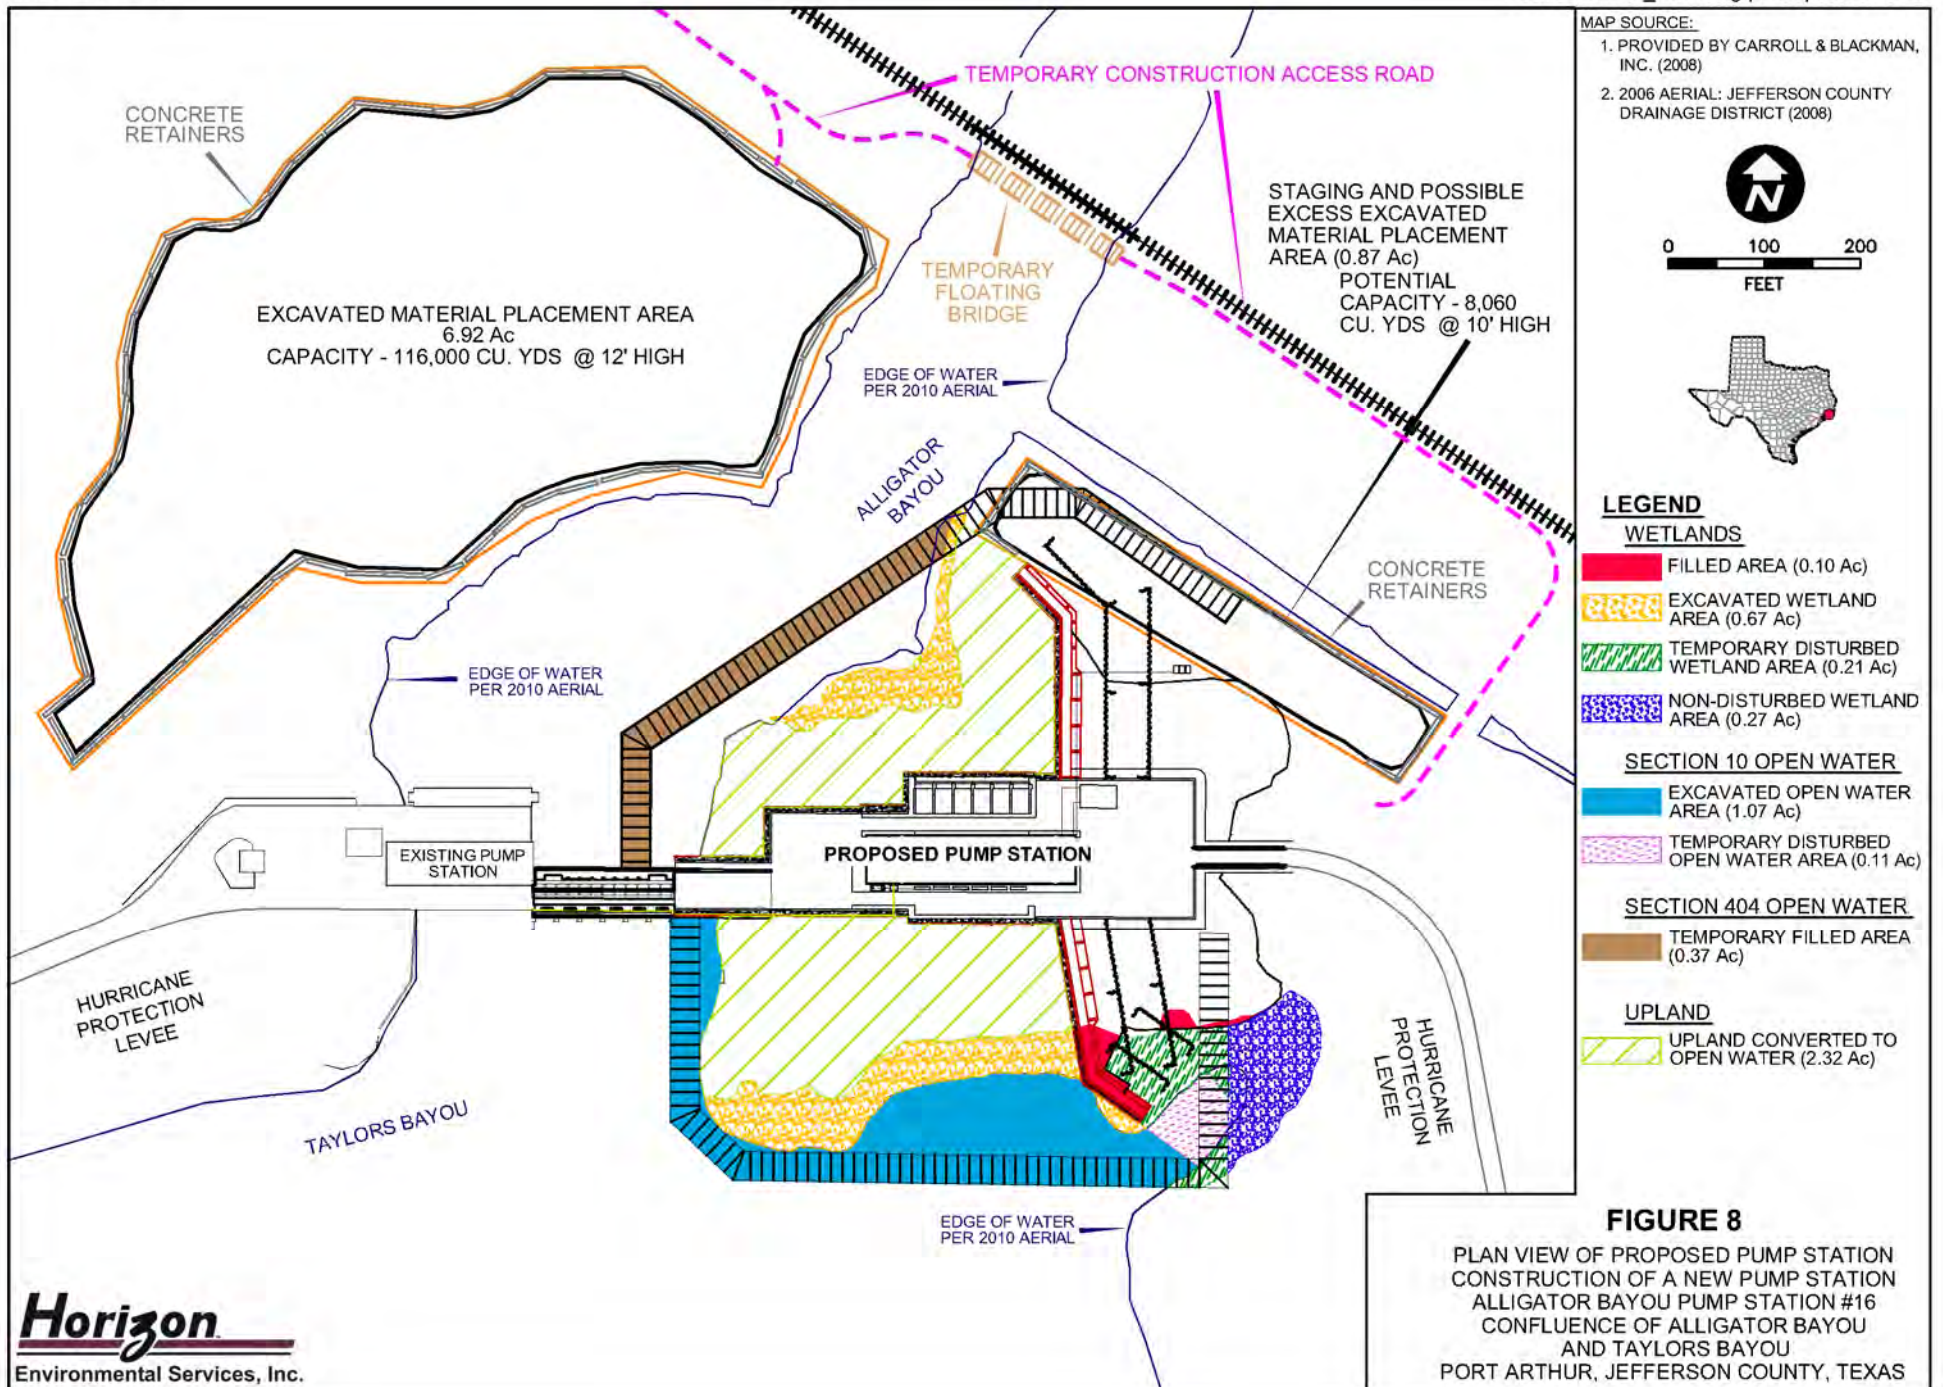 MAP SOURCE:
1. PROVIDED BY CARROLL & BLACKMAN,
INC. (2008)
2. 2006 AERIAL: JEFFERSON COUNTY
DRAINAGE DISTRICT (2008)
N
0 100 200
FEET
TEMPORARY CONSTRUCTION ACCESS ROAD
CONCRETE
RETAINERS
STAGING AND POSSIBLE
EXCESS EXCAVATED
MATERIAL PLACEMENT
AREA (0.87 Ac)
POTENTIAL
CAPACITY - 8,060
CU. YDS @ 10' HIGH
TEMPORARY
FLOATING
BRIDGE
EXCAVATED MATERIAL PLACEMENT AREA
6.92 Ac
CAPACITY - 116,000 CU. YDS @ 12' HIGH
EDGE OF WATER
PER 2010 AERIAL
ALLIGATOR
BAYOU
CONCRETE
RETAINERS
EDGE OF WATER
PER 2010 AERIAL
EXISTING PUMP
STATION
PROPOSED PUMP STATION
HURRICANE
PROTECTION
LEVEE
TAYLORS BAYOU
HURRICANE
PROTECTION
LEVEE
EDGE OF WATER
PER 2010 AERIAL
LEGEND
WETLANDS
FILLED AREA (0.10 Ac)
EXCAVATED WETLAND
AREA (0.67 Ac)
TEMPORARY DISTURBED
WETLAND AREA (0.21 Ac)
NON-DISTURBED WETLAND
AREA (0.27 Ac)
SECTION 10 OPEN WATER
EXCAVATED OPEN WATER
AREA (1.07 Ac)
TEMPORARY DISTURBED
OPEN WATER AREA (0.11 Ac)
SECTION 404 OPEN WATER
TEMPORARY FILLED AREA
(0.37 Ac)
UPLAND
UPLAND CONVERTED TO
OPEN WATER (2.32 Ac)
FIGURE 8
PLAN VIEW OF PROPOSED PUMP STATION
CONSTRUCTION OF A NEW PUMP STATION
ALLIGATOR BAYOU PUMP STATION #16
CONFLUENCE OF ALLIGATOR BAYOU
AND TAYLORS BAYOU
PORT ARTHUR, JEFFERSON COUNTY, TEXAS
Horizon
Environmental Services, Inc.